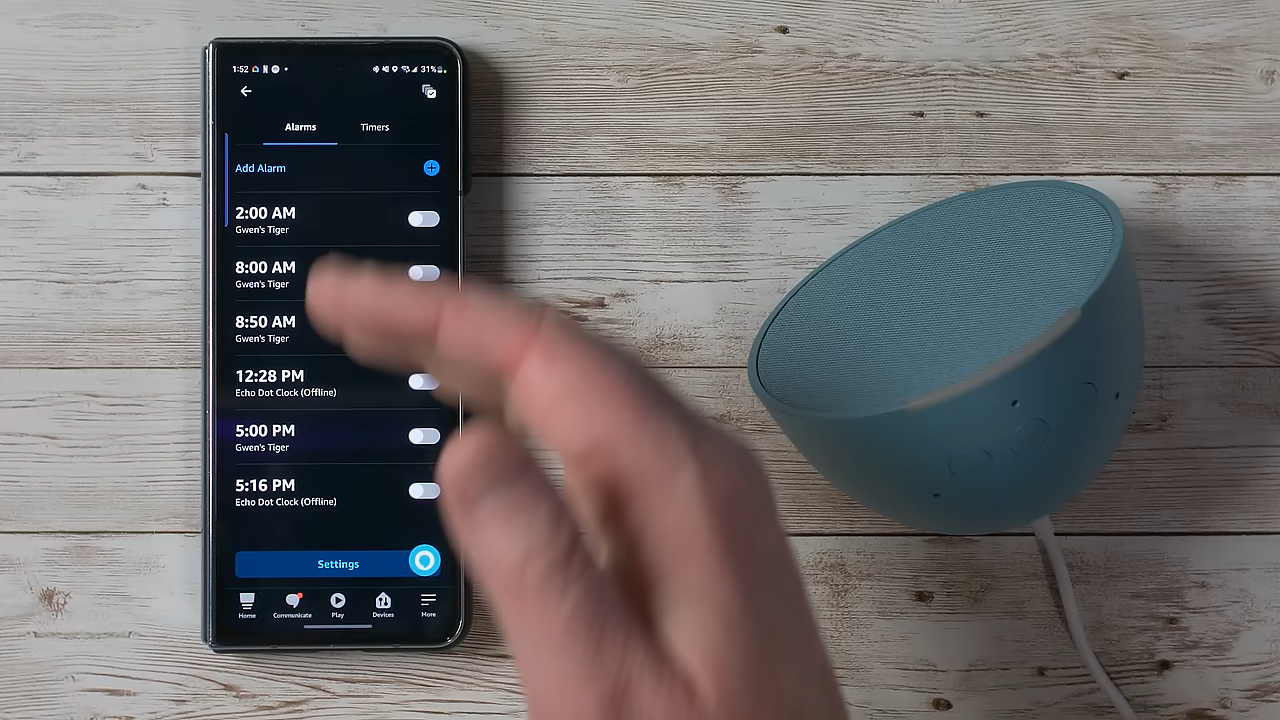 1:52
31%
Alarms
Timers
Add Alarm
2:00 AM
Gwen's Tiger
8:00 AM
Gwen's Tiger
8:50 AM
Gwen's Tiger
12:28 PM
Echo Dot Clock (Offline)
5:00 PM
Gwen's Tiger
5:16 PM
Echo Dot Clock (Offline)
Settings
Home
Communicate
Play
Devices
More